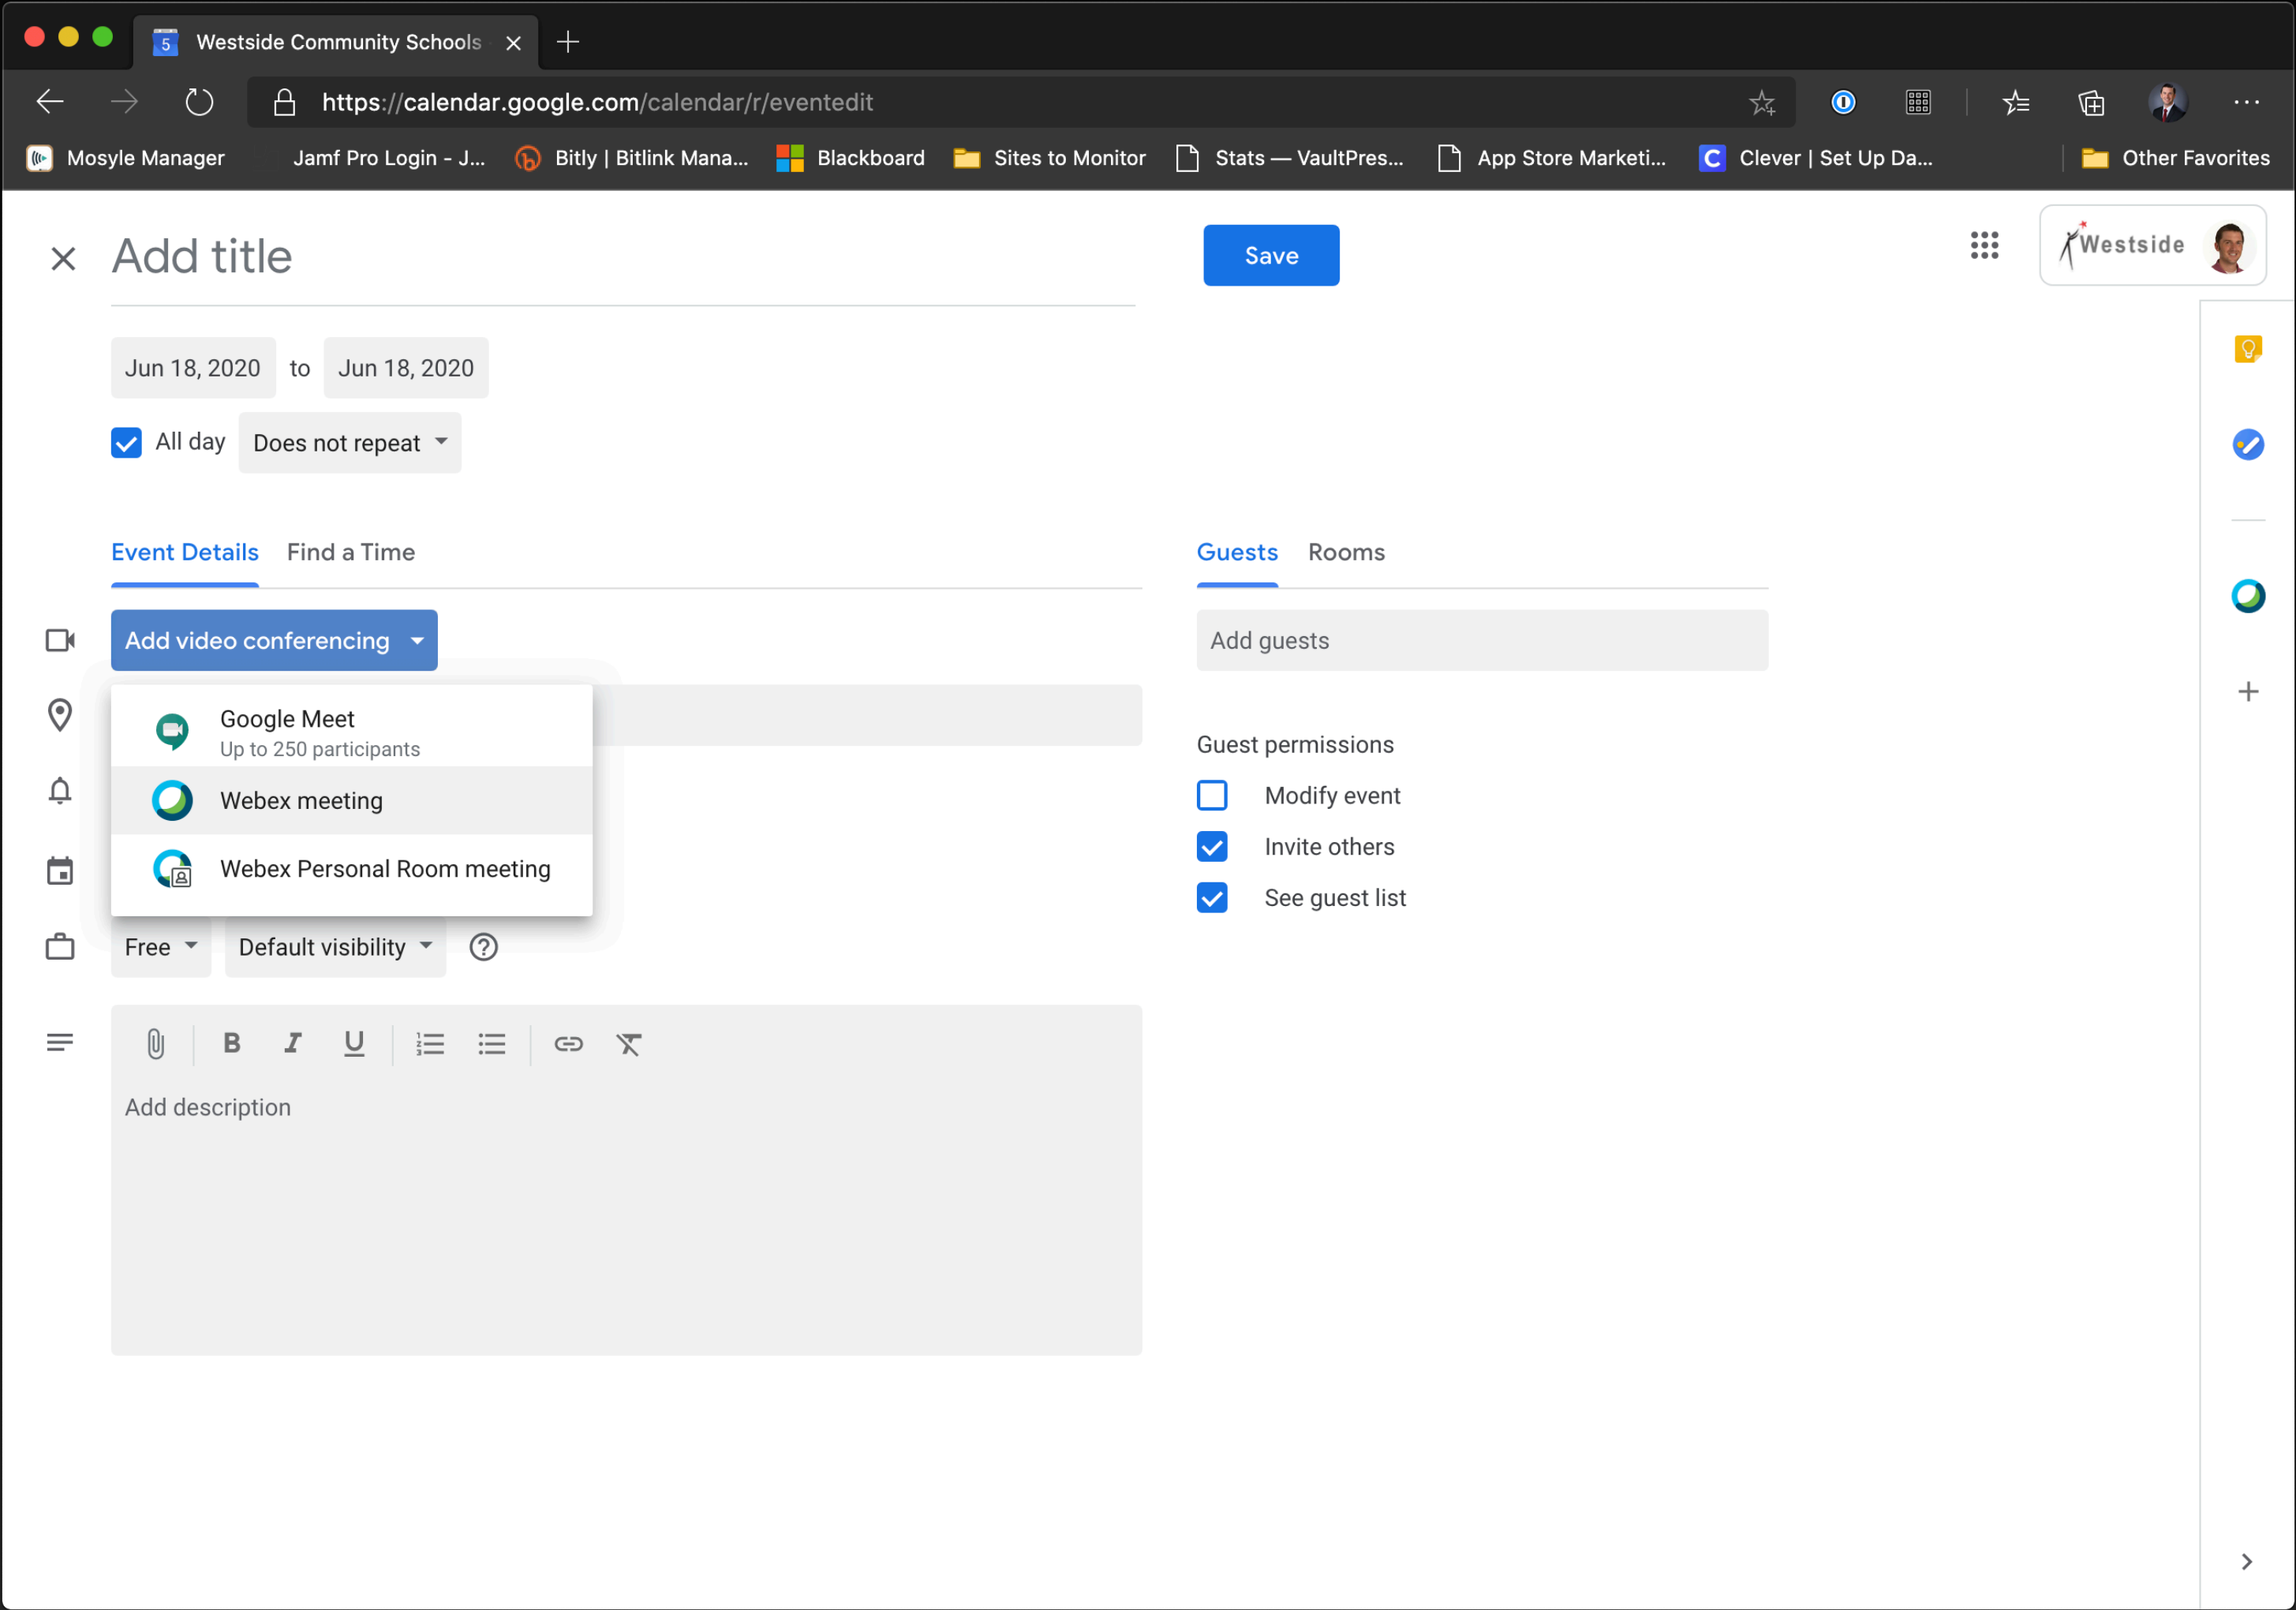 5 Westside Community Schools
https://calendar.google.com/calendar/r/eventedit
Mosyle Manager Jamf Pro Login - J... Bitly | Bitlink Mana... Blackboard Sites to Monitor Stats — VaultPres... App Store Marketi... Clever | Set Up Da... Other Favorites
Add title
Save
Westside
Jun 18, 2020 to Jun 18, 2020
All day Does not repeat
Event Details Find a Time
Guests Rooms
Add video conferencing
Add guests
Google Meet
Up to 250 participants
Webex meeting
Webex Personal Room meeting
Guest permissions
Modify event
Invite others
See guest list
Free Default visibility
B I U
Add description